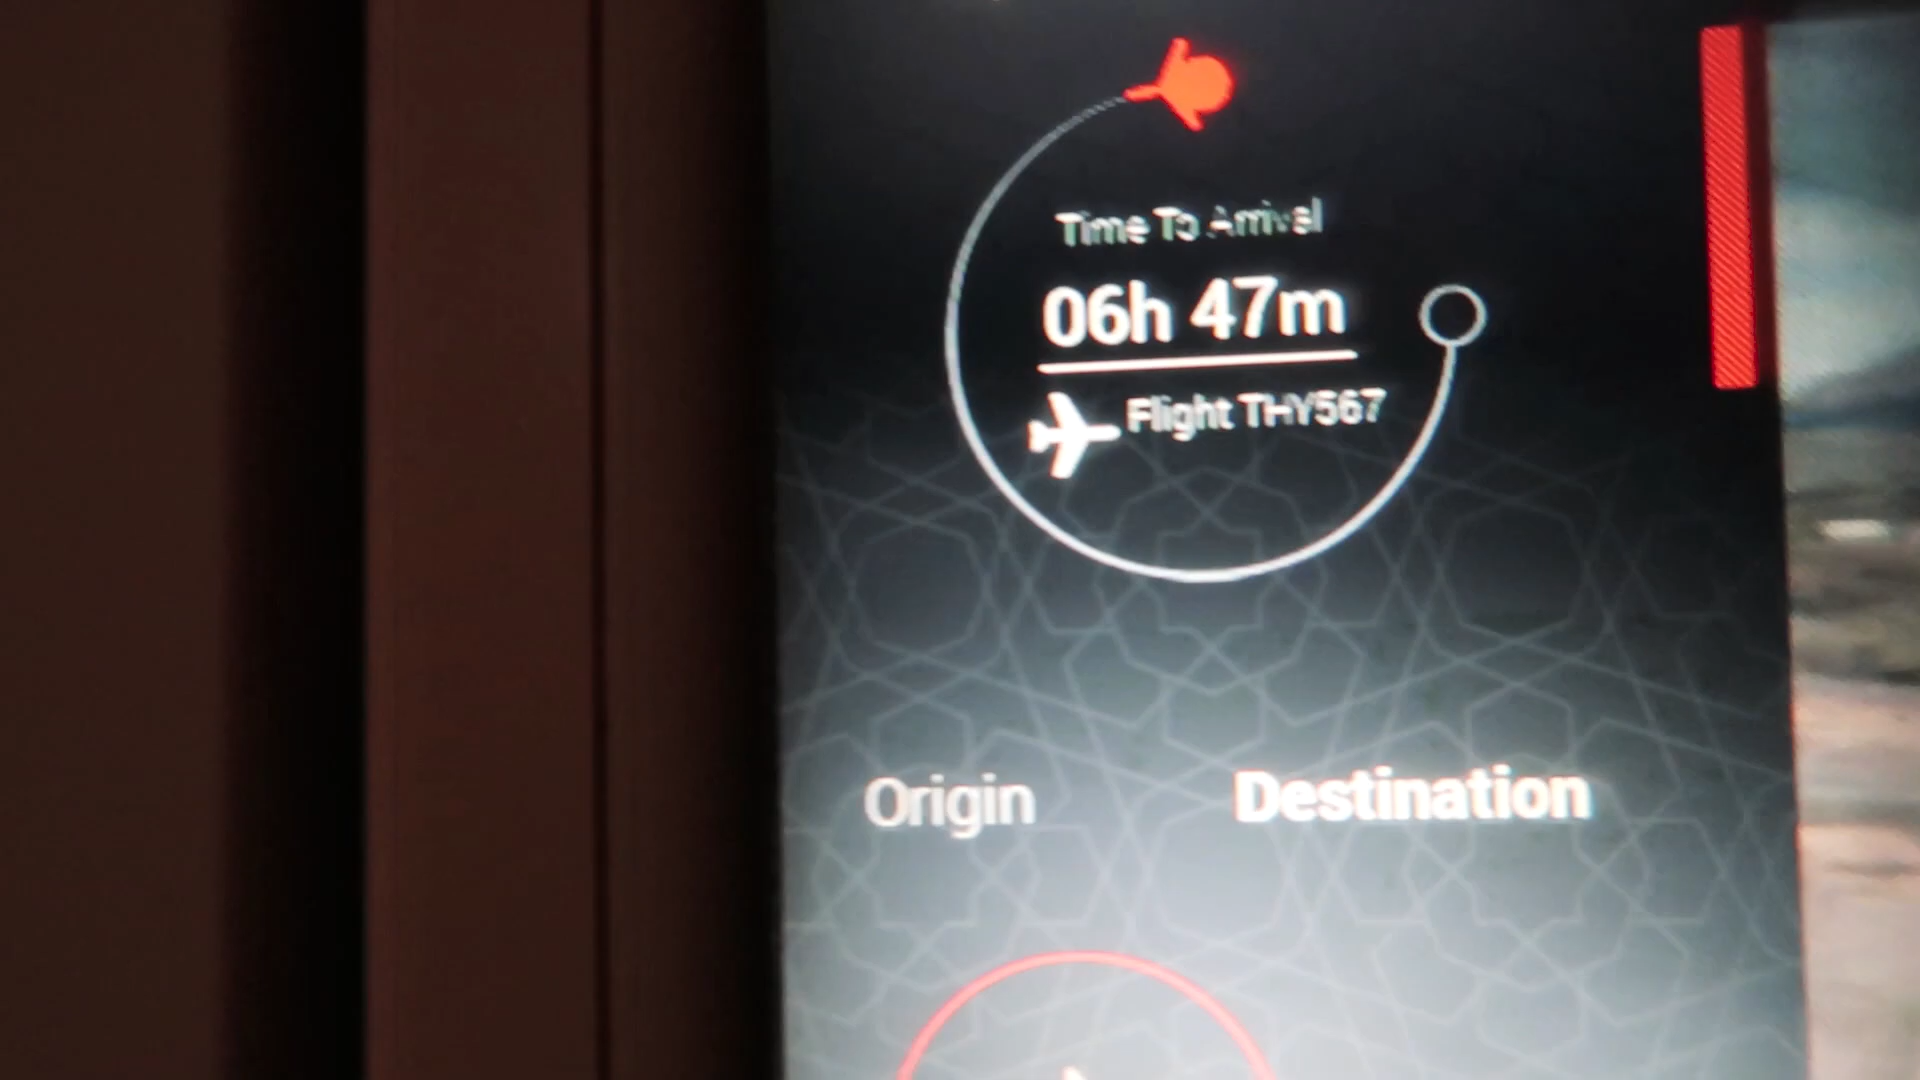 Time To Arrival
06h 47m
Flight THY567
Origin
Destination